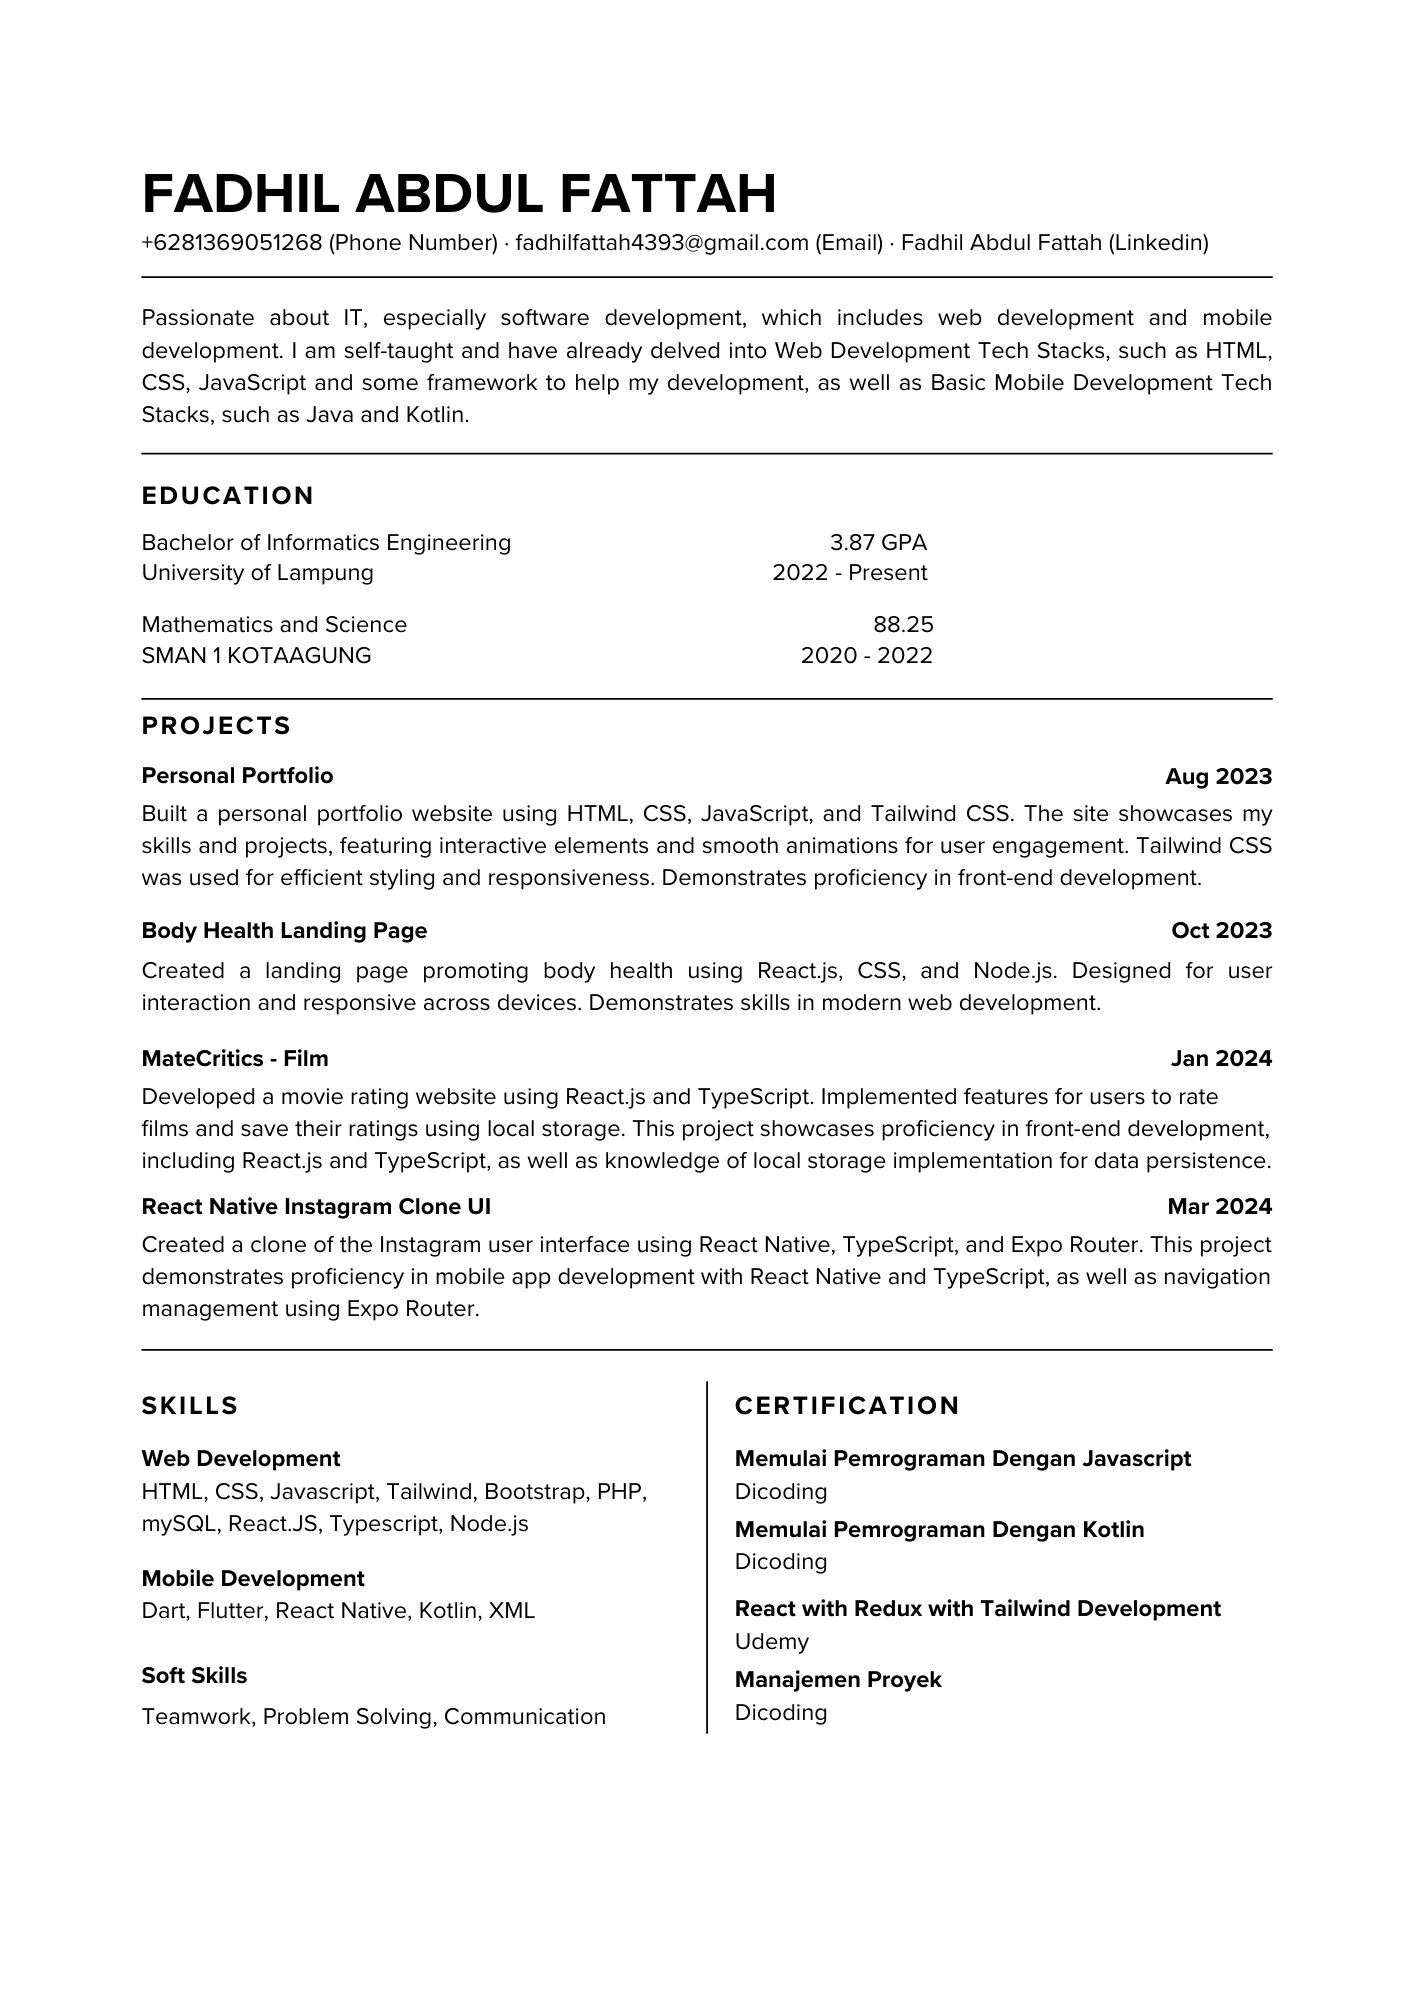 FADHIL ABDUL FATTAH
+6281369051268 (Phone Number) · fadhilfattah4393@gmail.com (Email) · Fadhil Abdul Fattah (Linkedin)
Passionate about IT, especially software development, which includes web development and mobile
development. I am self-taught and have already delved into Web Development Tech Stacks, such as HTML,
CSS, JavaScript and some framework to help my development, as well as Basic Mobile Development Tech
Stacks, such as Java and Kotlin.
EDUCATION
Bachelor of Informatics Engineering 3.87 GPA
University of Lampung 2022 - Present
Mathematics and Science 88.25
SMAN 1 KOTAAGUNG 2020 - 2022
PROJECTS
Personal Portfolio Aug 2023
Built a personal portfolio website using HTML, CSS, JavaScript, and Tailwind CSS. The site showcases my
skills and projects, featuring interactive elements and smooth animations for user engagement. Tailwind CSS
was used for efficient styling and responsiveness. Demonstrates proficiency in front-end development.
Body Health Landing Page Oct 2023
Created a landing page promoting body health using React.js, CSS, and Node.js. Designed for user
interaction and responsive across devices. Demonstrates skills in modern web development.
MateCritics - Film Jan 2024
Developed a movie rating website using React.js and TypeScript. Implemented features for users to rate
films and save their ratings using local storage. This project showcases proficiency in front-end development,
including React.js and TypeScript, as well as knowledge of local storage implementation for data persistence.
React Native Instagram Clone UI Mar 2024
Created a clone of the Instagram user interface using React Native, TypeScript, and Expo Router. This project
demonstrates proficiency in mobile app development with React Native and TypeScript, as well as navigation
management using Expo Router.
SKILLS
Web Development
HTML, CSS, Javascript, Tailwind, Bootstrap, PHP,
mySQL, React.JS, Typescript, Node.js
Mobile Development
Dart, Flutter, React Native, Kotlin, XML
Soft Skills
Teamwork, Problem Solving, Communication
CERTIFICATION
Memulai Pemrograman Dengan Javascript
Dicoding
Memulai Pemrograman Dengan Kotlin
Dicoding
React with Redux with Tailwind Development
Udemy
Manajemen Proyek
Dicoding